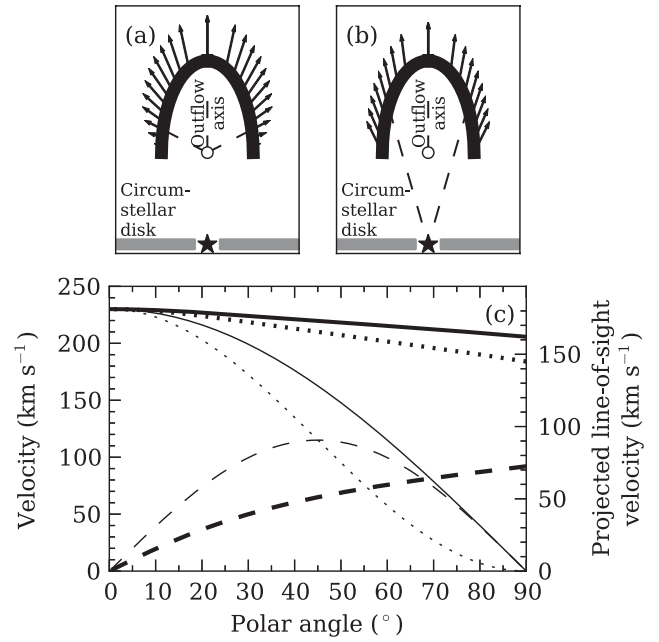 (a)
Outflow
axis
Circum-
stellar
disk
(b)
Outflow
axis
Circum-
stellar
disk
(c)
250
200
150
100
50
0
Velocity (km s⁻¹)
150
100
50
0
Projected line-of-sight
velocity (km s⁻¹)
0 10 20 30 40 50 60 70 80 90
Polar angle (°)